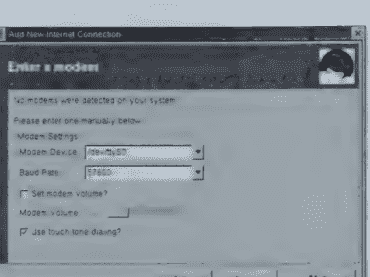 Add New Internet Connection
Enter a modem
No modems were detected on your system
Please enter one manually below
Modem Settings
Modem Device:
Baud Rate: 57600
Set modem volume?
Modem volume:
Use touch tone dialing?